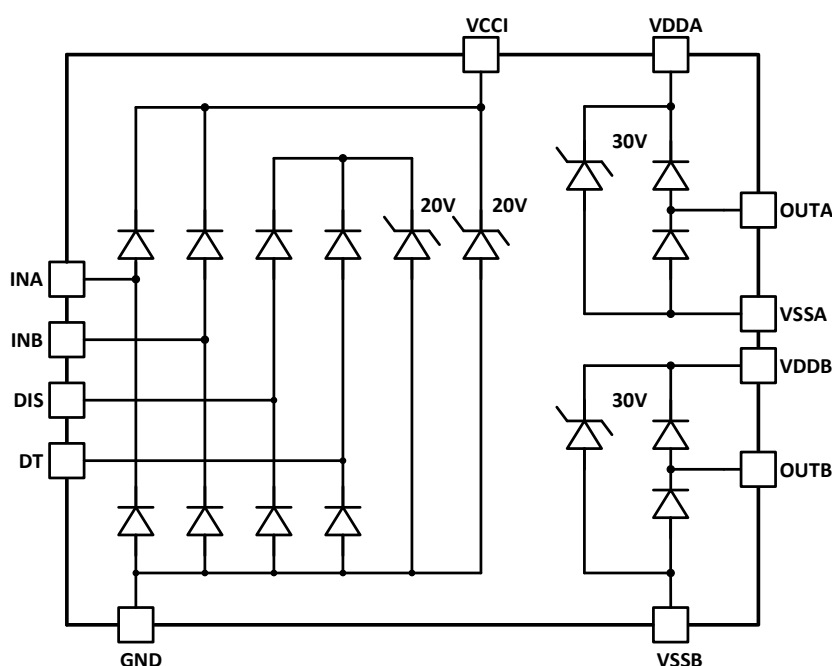 VCCI
VDDA
30V
20V
20V
OUTA
INA
VSSA
INB
VDDB
DIS
30V
DT
OUTB
GND
VSSB